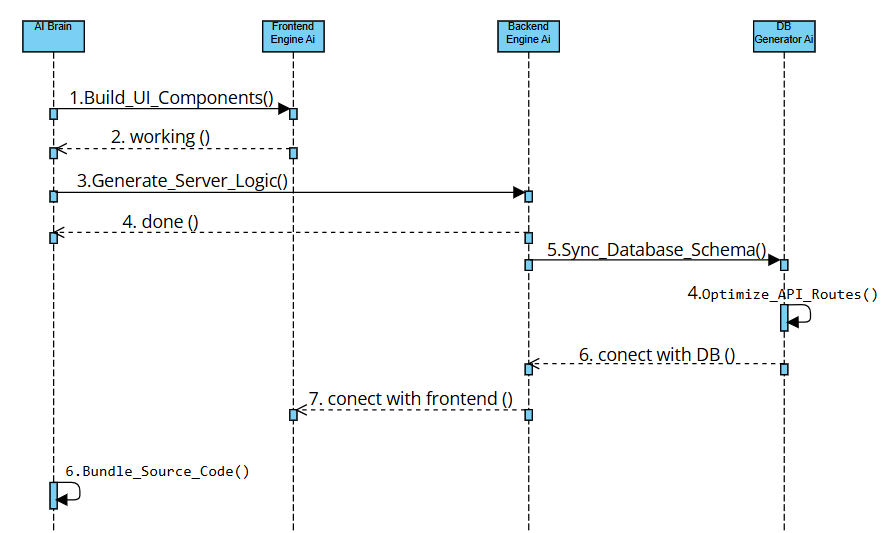 AI Brain
Frontend
Engine Ai
Backend
Engine Ai
DB
Generator Ai
1.Build_UI_Components()
2. working ()
3.Generate_Server_Logic()
4. done ()
5.Sync_Database_Schema()
4.Optimize_API_Routes()
6. conect with DB ()
7. conect with frontend ()
6.Bundle_Source_Code()